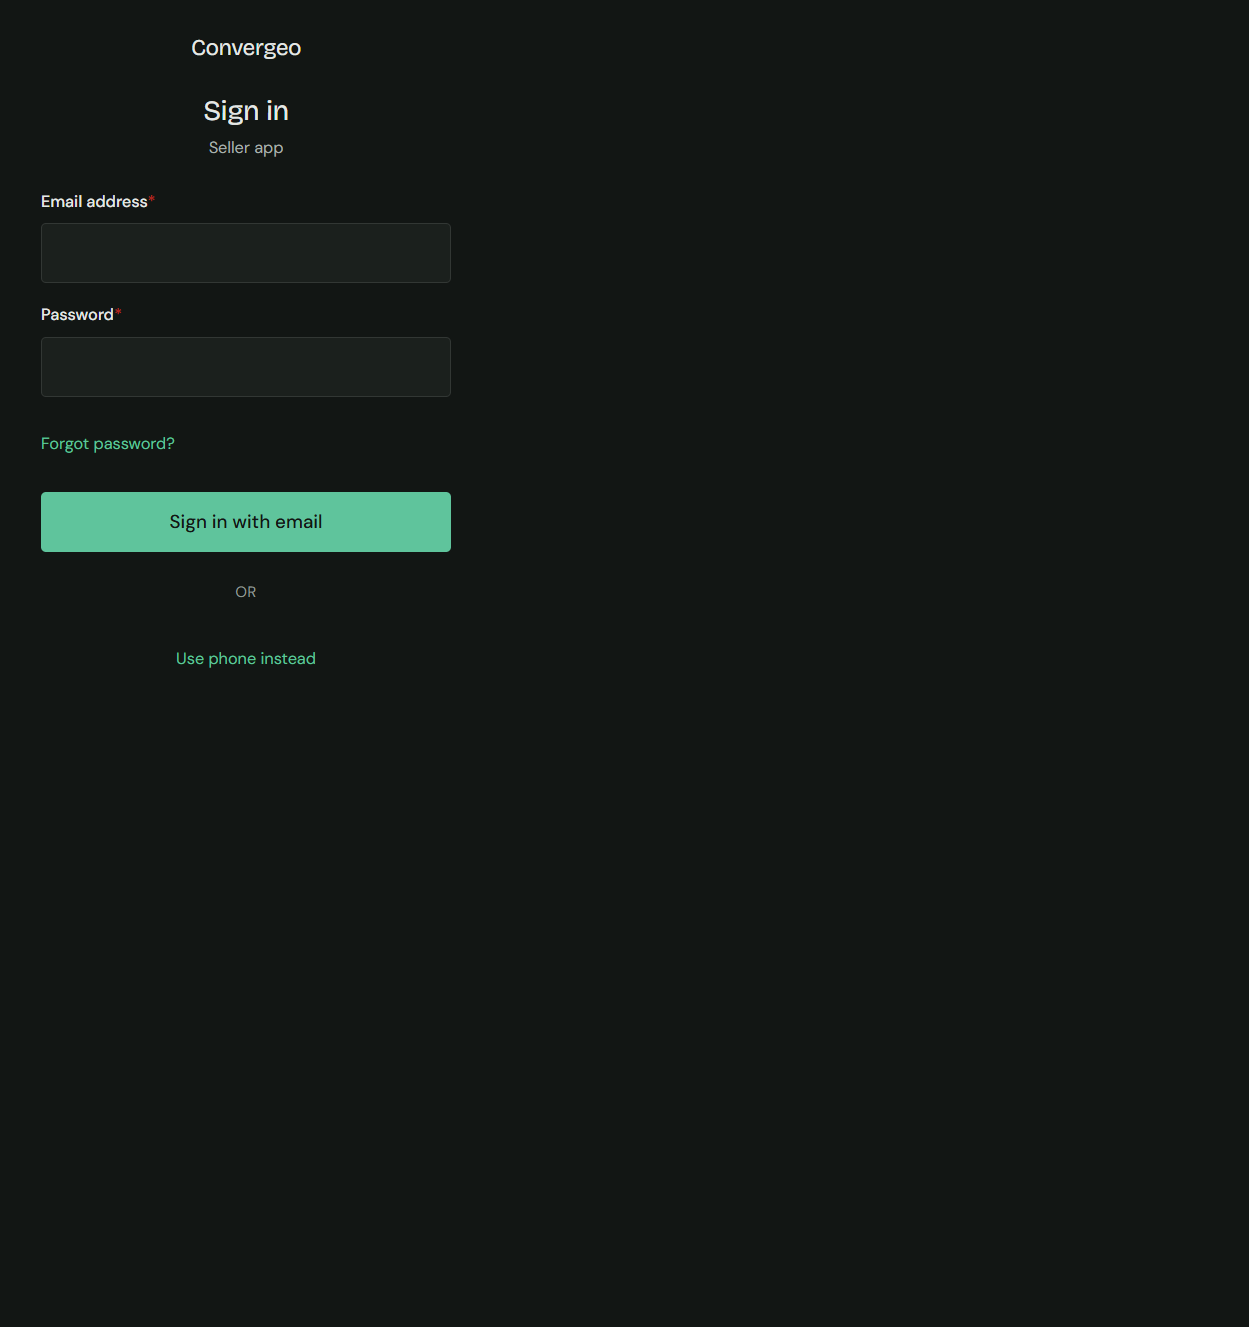 Convergeo
Sign in
Seller app
Email address*
Password*
Forgot password?
Sign in with email
OR
Use phone instead